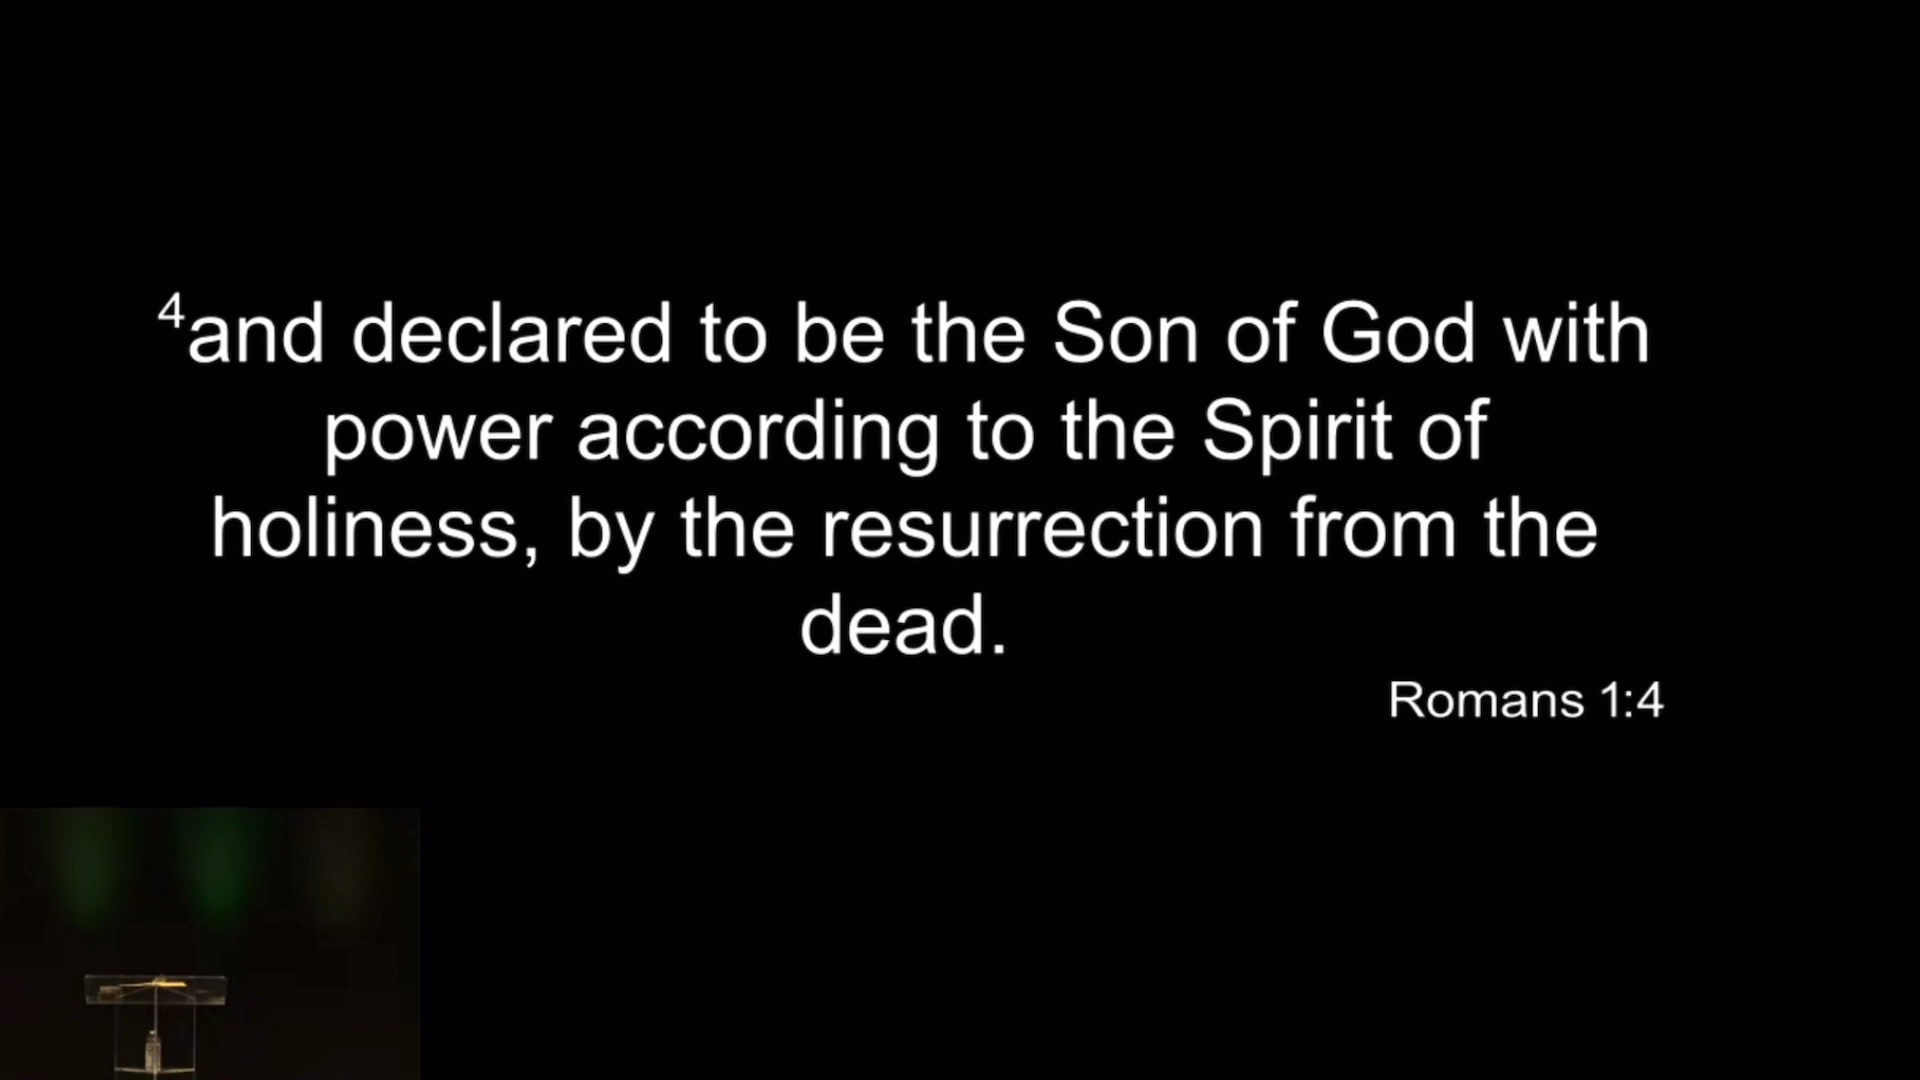 ⁴and declared to be the Son of God with
power according to the Spirit of
holiness, by the resurrection from the
dead.
Romans 1:4